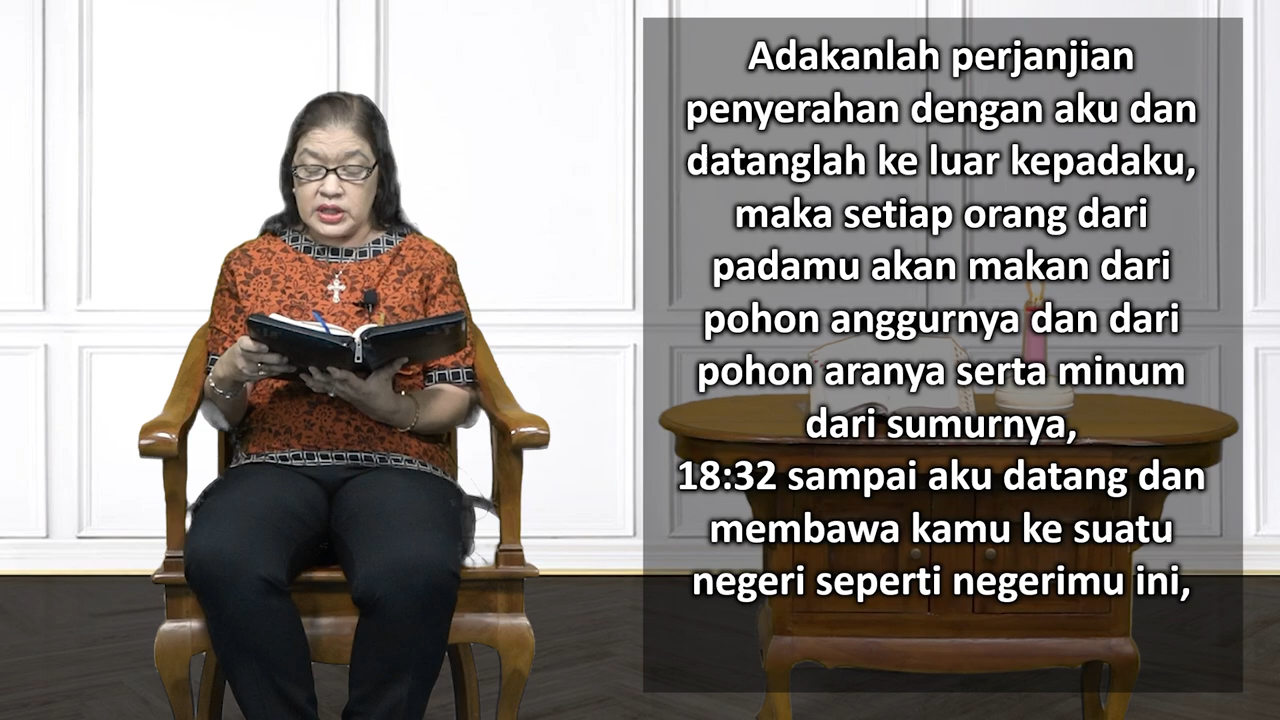 Adakanlah perjanjian
penyerahan dengan aku dan
datanglah ke luar kepadaku,
maka setiap orang dari
padamu akan makan dari
pohon anggurnya dan dari
pohon aranya serta minum
dari sumurnya,
18:32 sampai aku datang dan
membawa kamu ke suatu
negeri seperti negerimu ini,